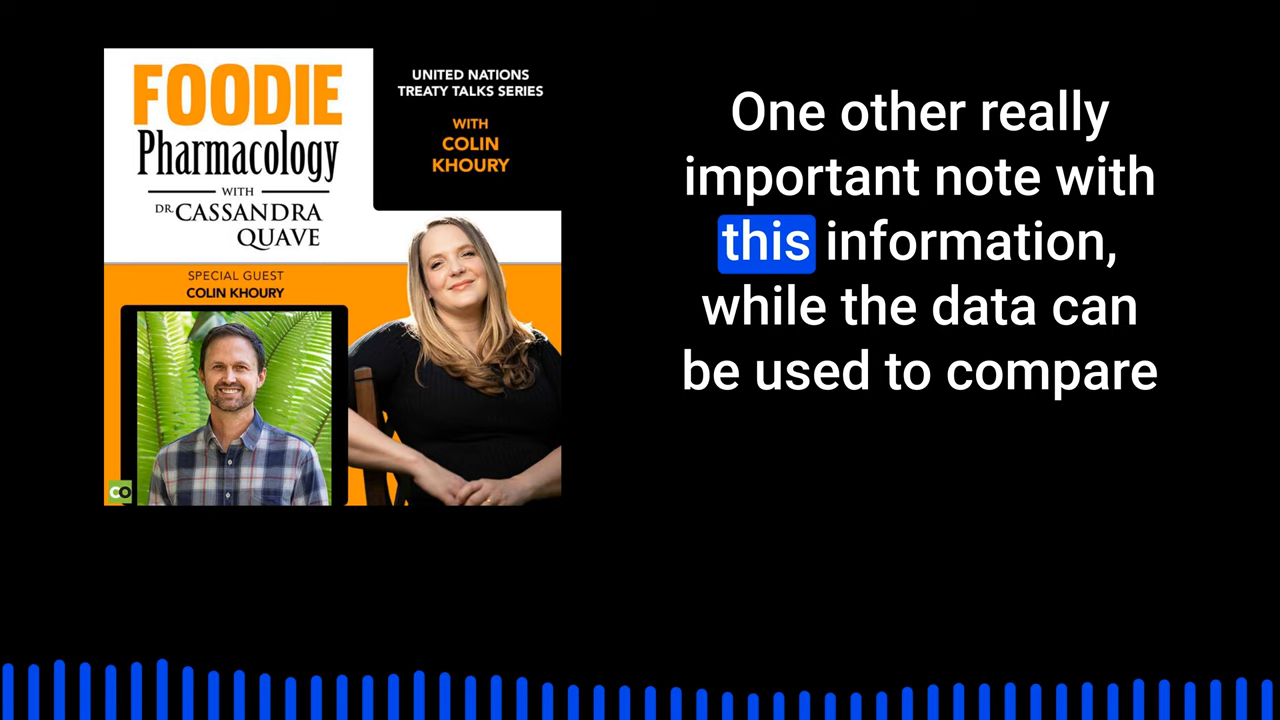 FOODIE
Pharmacology
WITH
DR. CASSANDRA
QUAVE
UNITED NATIONS
TREATY TALKS SERIES
WITH
COLIN
KHOURY
SPECIAL GUEST
COLIN KHOURY
CO
One other really
important note with
this information,
while the data can
be used to compare